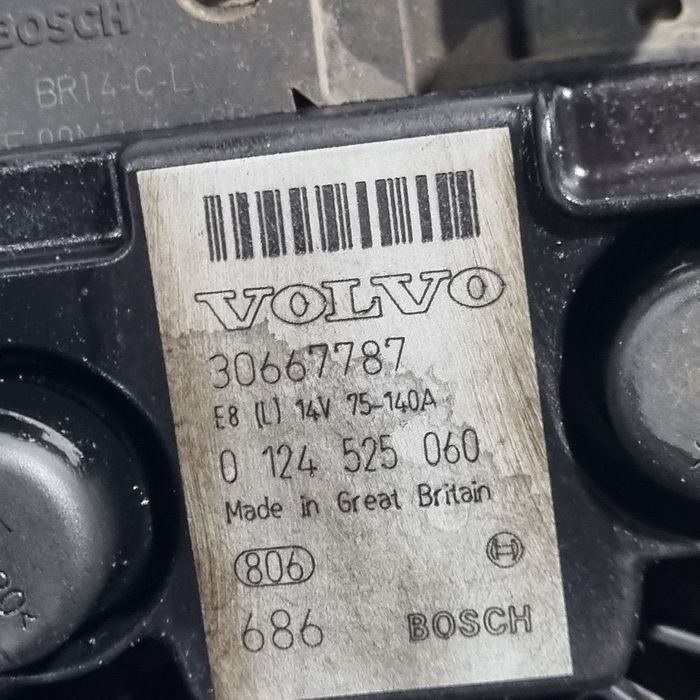 BOSCH
BR14-C-L
VOLVO
30667787
E8 (L) 14V 75-140A
0 124 525 060
Made in Great Britain
806
686 BOSCH